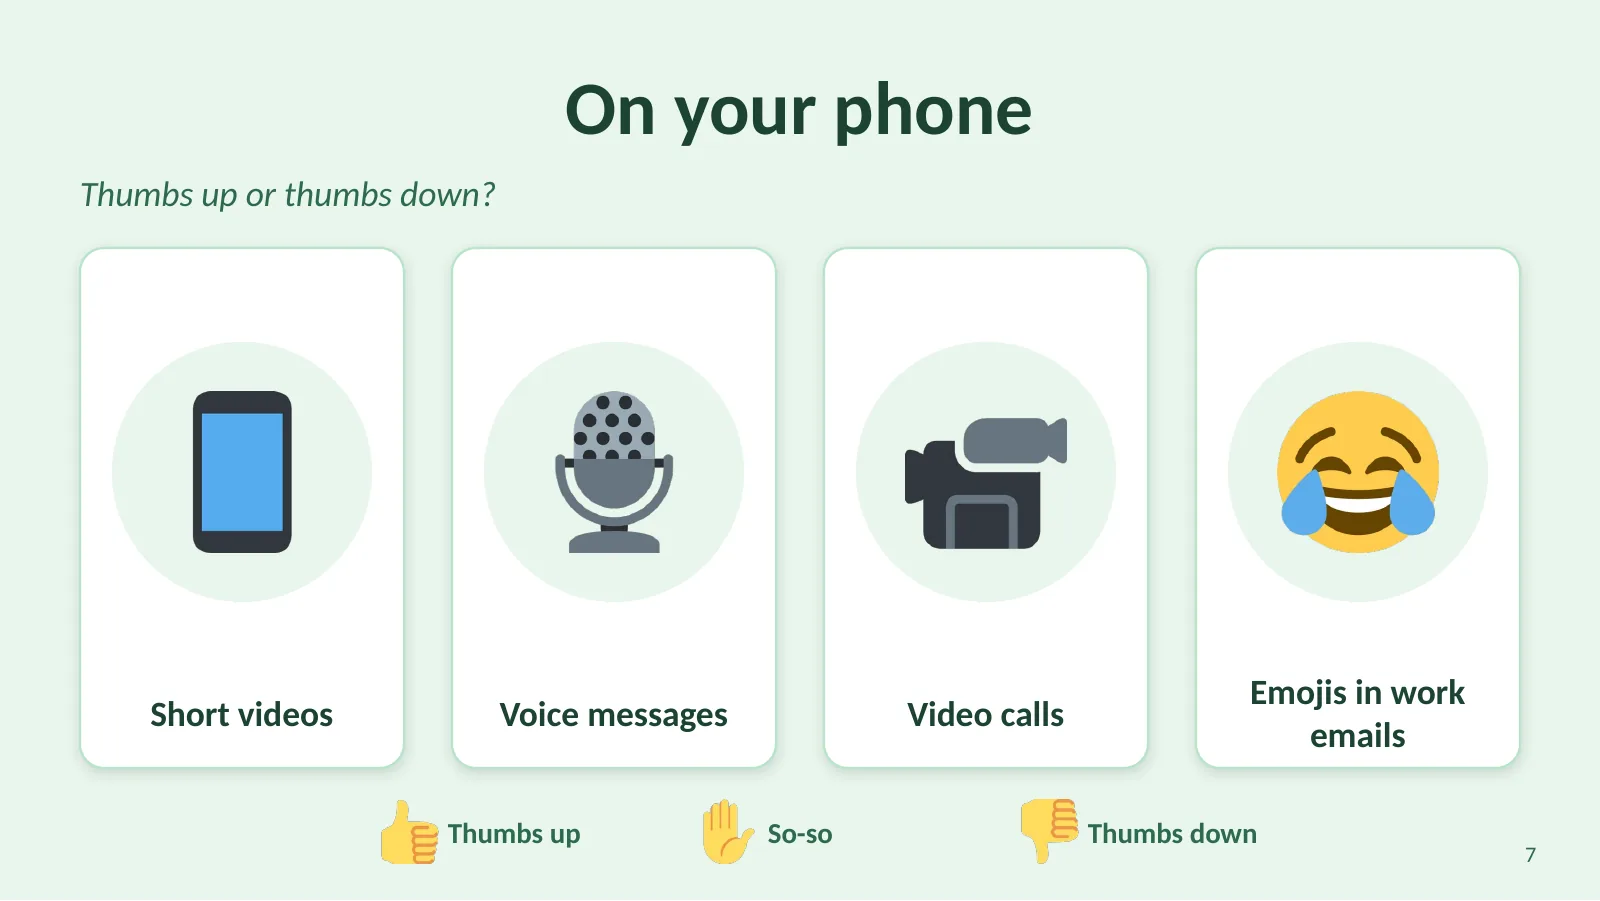 On your phone
Thumbs up or thumbs down?
Short videos
Voice messages
Video calls
Emojis in work
emails
Thumbs up
So-so
Thumbs down
7